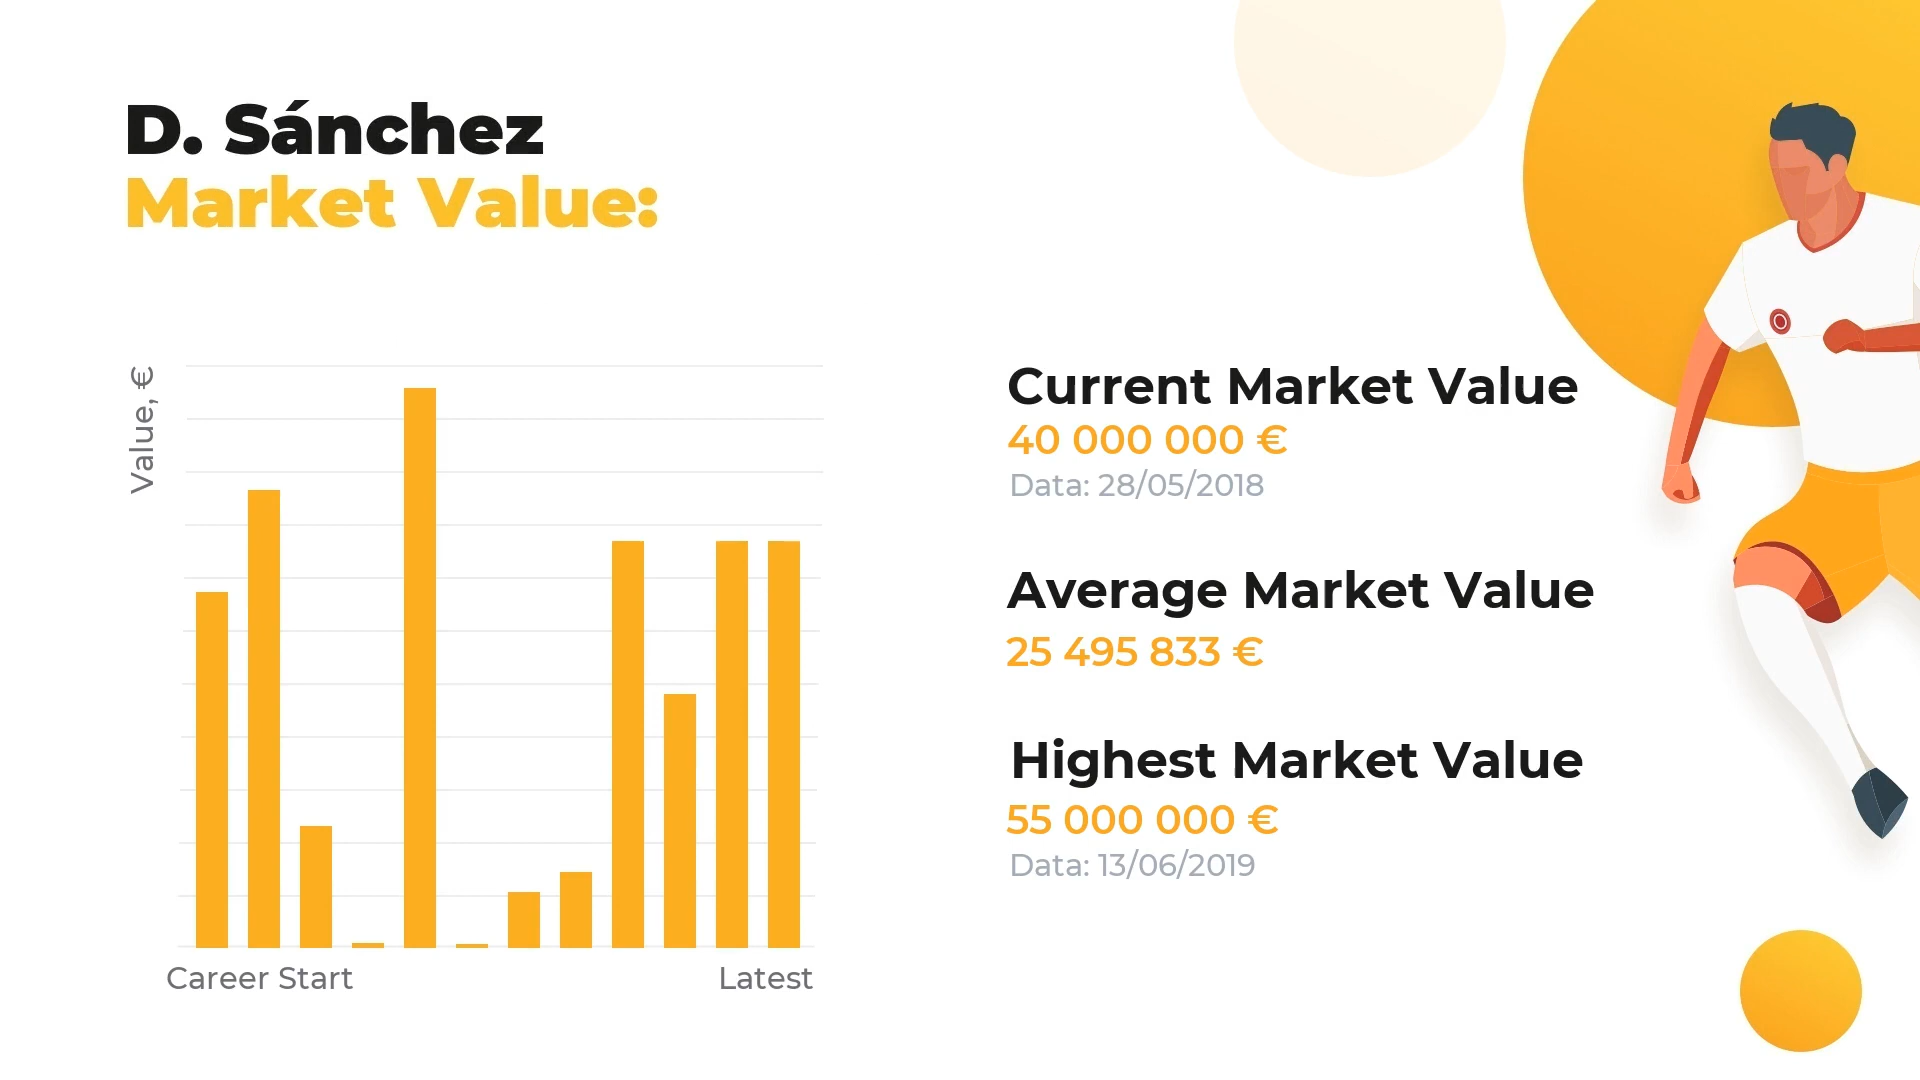 D. Sánchez
Market Value:
Value, €
Career Start
Latest
Current Market Value
40 000 000 €
Data: 28/05/2018
Average Market Value
25 495 833 €
Highest Market Value
55 000 000 €
Data: 13/06/2019